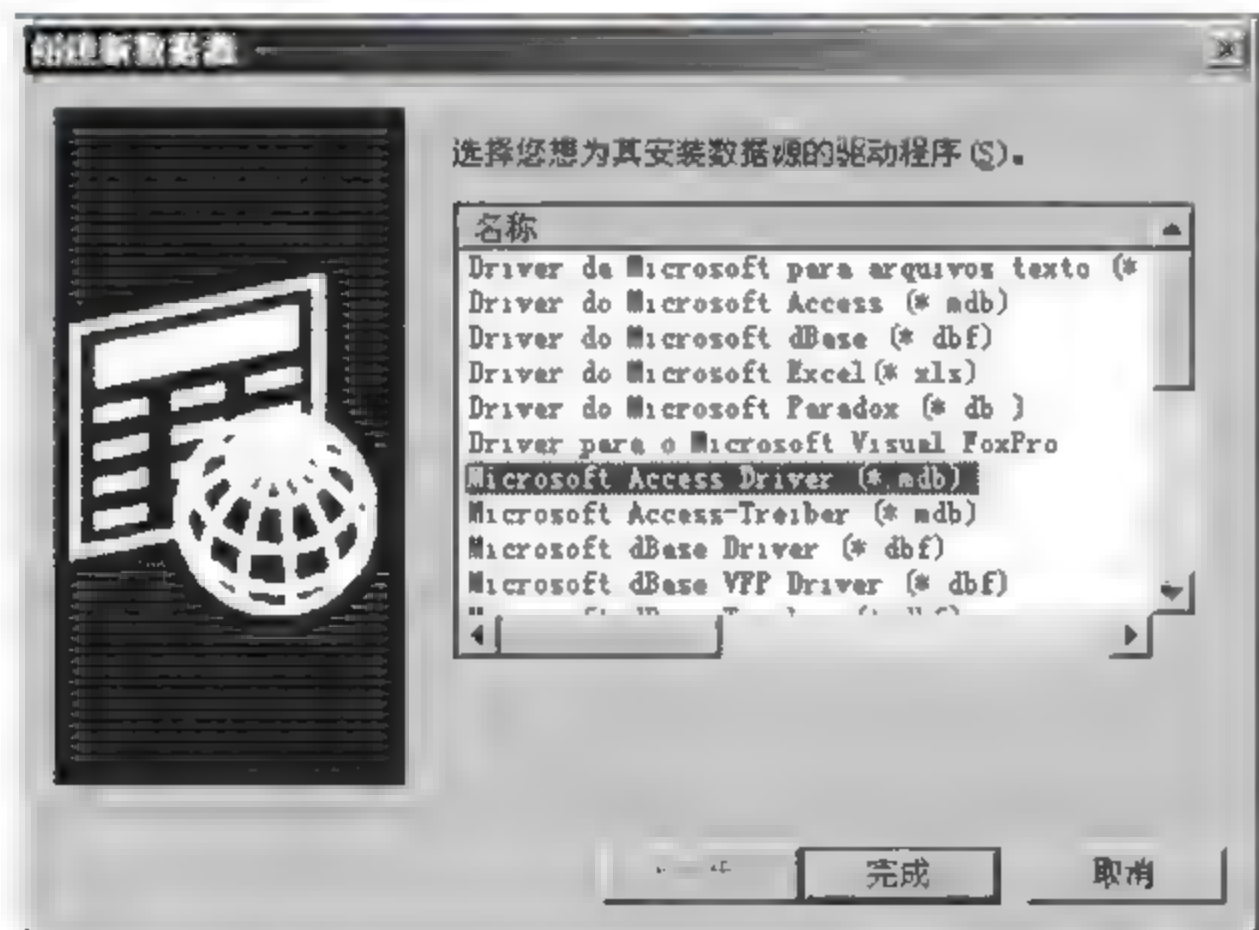 创建新数据源
选择您想为其安装数据源的驱动程序(S)。
名称
Driver da Microsoft para arquivos texto (*
Driver do Microsoft Access (*.mdb)
Driver do Microsoft dBase (*.dbf)
Driver do Microsoft Excel(*.xls)
Driver do Microsoft Paradox (*.db )
Driver para o Microsoft Visual FoxPro
Microsoft Access Driver (*.mdb)
Microsoft Access-Treiber (*.mdb)
Microsoft dBase Driver (*.dbf)
Microsoft dBase VFP Driver (*.dbf)
完成
取消